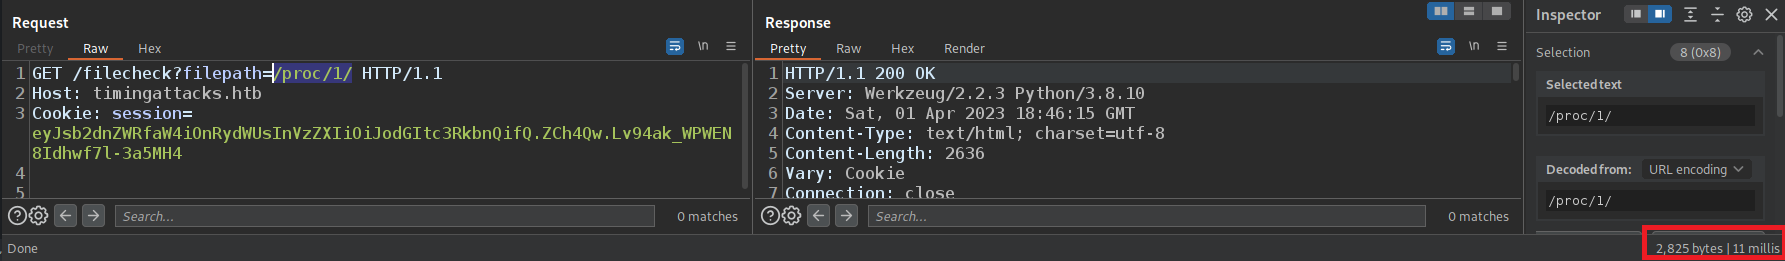 Request
Pretty Raw Hex \n
1 GET /filecheck?filepath=/proc/1/ HTTP/1.1
2 Host: timingattacks.htb
3 Cookie: session=
eyJsb2dnZWRfaW4iOnRydWUsInVzZXIiOiJodGItc3RkbnQifQ.ZCh4Qw.Lv94ak_WPWEN
8Idhwf7l-3a5MH4
4
5
Search...
0 matches
Done
Response
Pretty Raw Hex Render \n
1 HTTP/1.1 200 OK
2 Server: Werkzeug/2.2.3 Python/3.8.10
3 Date: Sat, 01 Apr 2023 18:46:15 GMT
4 Content-Type: text/html; charset=utf-8
5 Content-Length: 2636
6 Vary: Cookie
7 Connection: close
Search...
0 matches
Inspector
Selection 8 (0x8)
Selected text
/proc/1/
Decoded from: URL encoding
/proc/1/
2,825 bytes | 11 millis